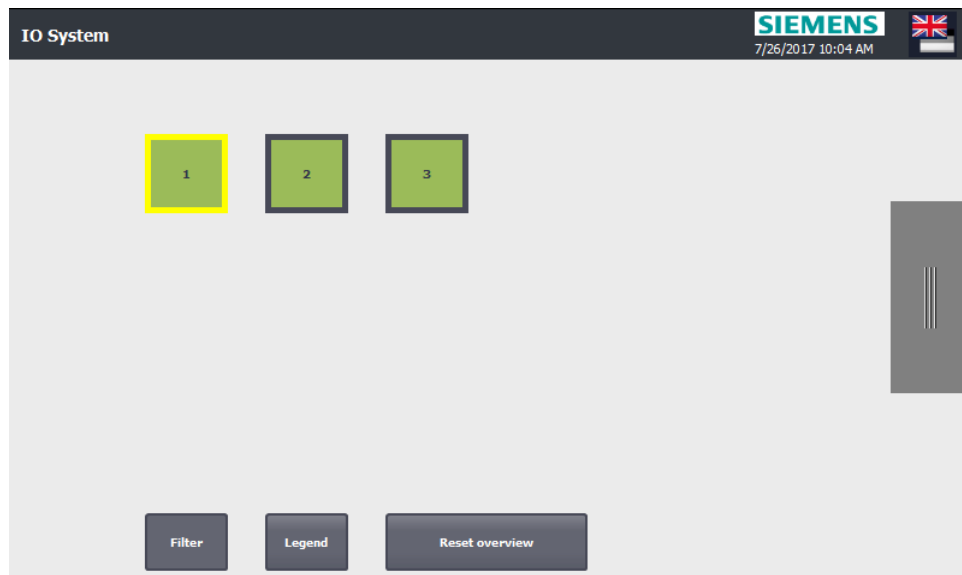 IO System
SIEMENS
7/26/2017 10:04 AM
1
2
3
Filter
Legend
Reset overview